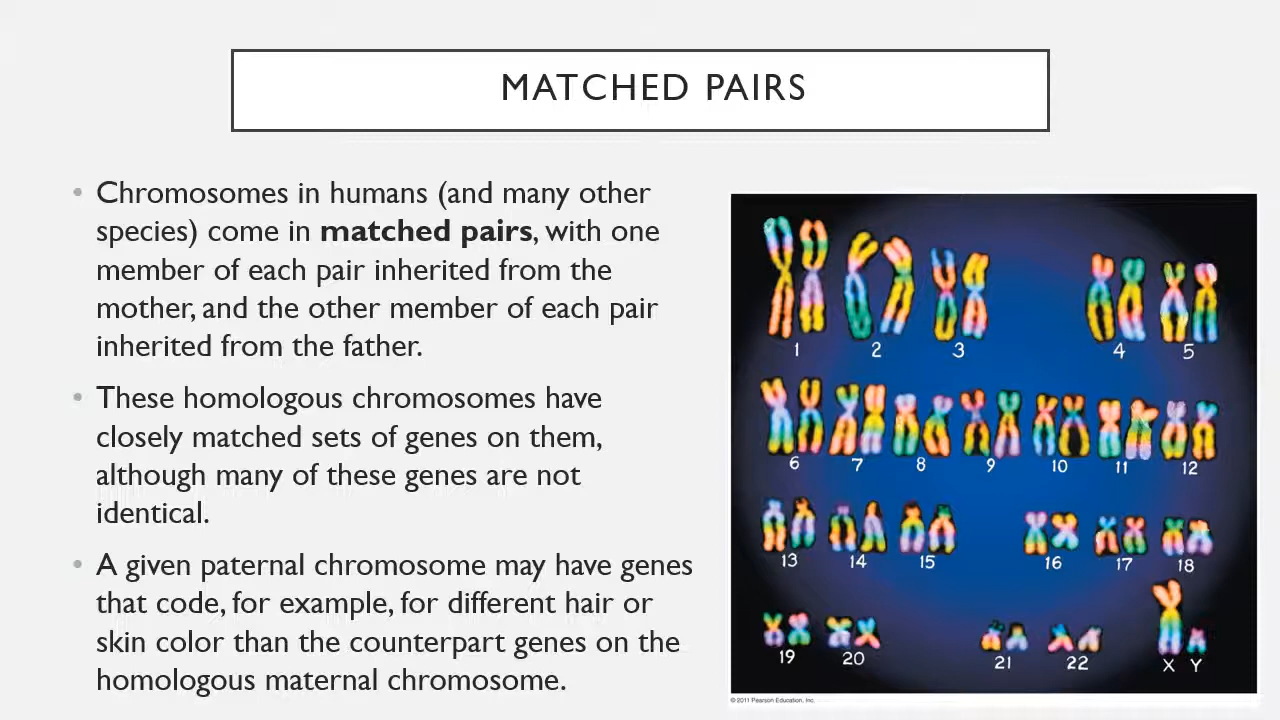 MATCHED PAIRS
• Chromosomes in humans (and many other
species) come in matched pairs, with one
member of each pair inherited from the
mother, and the other member of each pair
inherited from the father.
• These homologous chromosomes have
closely matched sets of genes on them,
although many of these genes are not
identical.
• A given paternal chromosome may have genes
that code, for example, for different hair or
skin color than the counterpart genes on the
homologous maternal chromosome.
1 2 3 4 5
6 7 8 9 10 11 12
13 14 15 16 17 18
19 20 21 22 X Y
© 2011 Pearson Education, Inc.